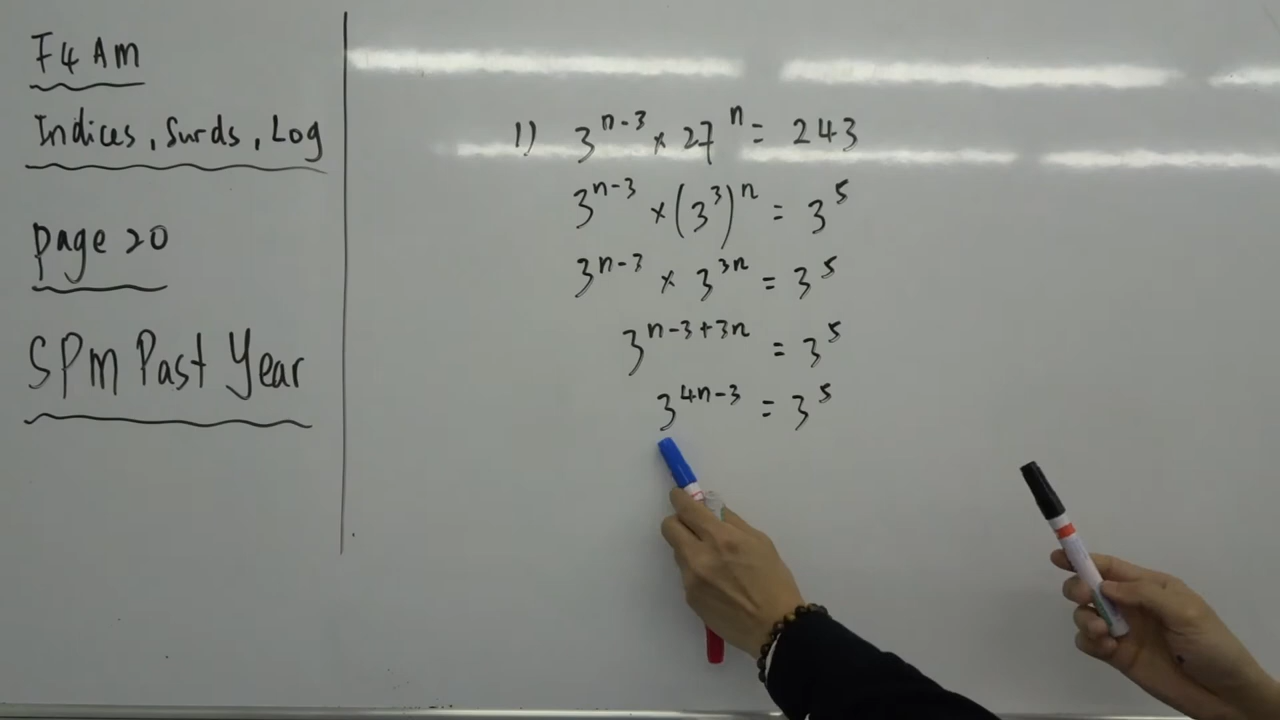 F4 Am
Indices, Surds, Log
page 20
SPM Past Year
1) 3^{n-3} × 27^{n} = 243
3^{n-3} × (3^{3})^{n} = 3^{5}
3^{n-3} × 3^{3n} = 3^{5}
3^{n-3+3n} = 3^{5}
3^{4n-3} = 3^{5}